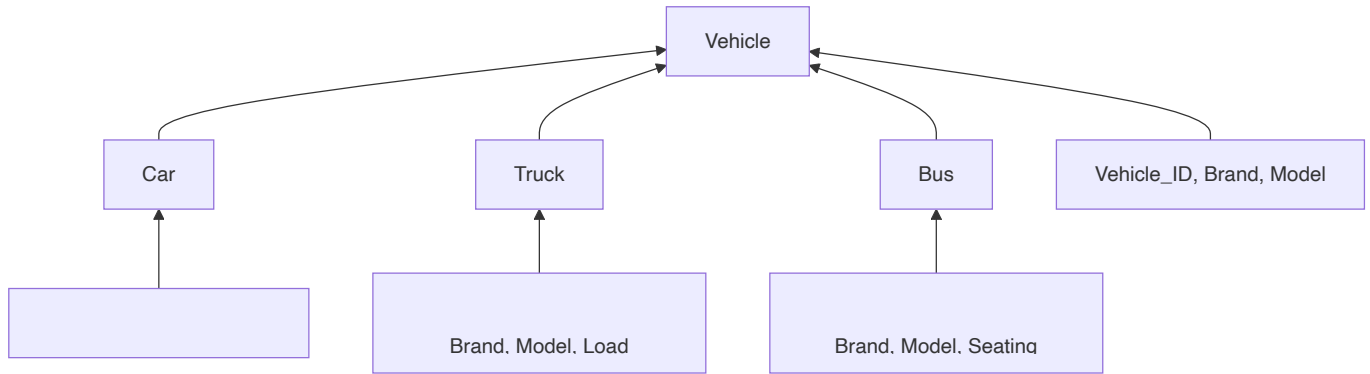 Vehicle
Car
Truck
Bus
Vehicle_ID, Brand, Model
Brand, Model, Load
Brand, Model, Seating